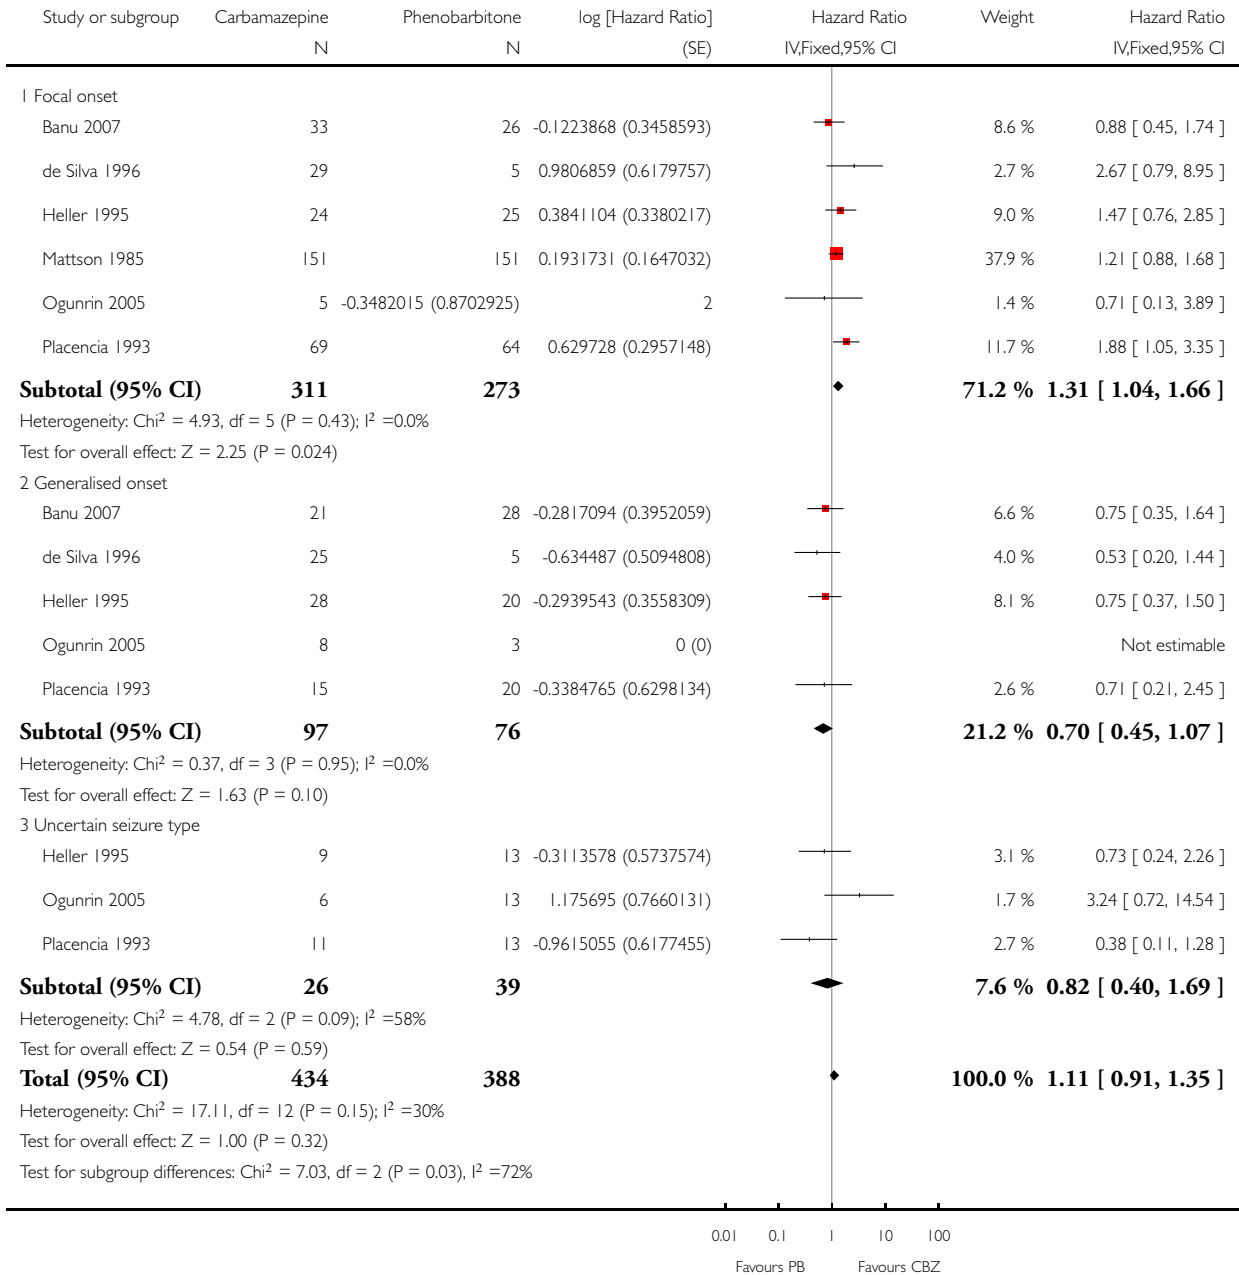 Study or subgroup Carbamazepine Phenobarbitone log [Hazard Ratio] Hazard Ratio Weight Hazard Ratio
N N (SE) IV,Fixed,95% CI IV,Fixed,95% CI
1 Focal onset
Banu 2007 33 26 -0.1223868 (0.3458593) 8.6 % 0.88 [ 0.45, 1.74 ]
de Silva 1996 29 5 0.9806859 (0.6179757) 2.7 % 2.67 [ 0.79, 8.95 ]
Heller 1995 24 25 0.3841104 (0.3380217) 9.0 % 1.47 [ 0.76, 2.85 ]
Mattson 1985 151 151 0.1931731 (0.1647032) 37.9 % 1.21 [ 0.88, 1.68 ]
Ogunrin 2005 5 -0.3482015 (0.8702925) 2 1.4 % 0.71 [ 0.13, 3.89 ]
Placencia 1993 69 64 0.629728 (0.2957148) 11.7 % 1.88 [ 1.05, 3.35 ]
Subtotal (95% CI) 311 273 71.2 % 1.31 [ 1.04, 1.66 ]
Heterogeneity: Chi² = 4.93, df = 5 (P = 0.43); I² =0.0%
Test for overall effect: Z = 2.25 (P = 0.024)
2 Generalised onset
Banu 2007 21 28 -0.2817094 (0.3952059) 6.6 % 0.75 [ 0.35, 1.64 ]
de Silva 1996 25 5 -0.634487 (0.5094808) 4.0 % 0.53 [ 0.20, 1.44 ]
Heller 1995 28 20 -0.2939543 (0.3558309) 8.1 % 0.75 [ 0.37, 1.50 ]
Ogunrin 2005 8 3 0 (0) Not estimable
Placencia 1993 15 20 -0.3384765 (0.6298134) 2.6 % 0.71 [ 0.21, 2.45 ]
Subtotal (95% CI) 97 76 21.2 % 0.70 [ 0.45, 1.07 ]
Heterogeneity: Chi² = 0.37, df = 3 (P = 0.95); I² =0.0%
Test for overall effect: Z = 1.63 (P = 0.10)
3 Uncertain seizure type
Heller 1995 9 13 -0.3113578 (0.5737574) 3.1 % 0.73 [ 0.24, 2.26 ]
Ogunrin 2005 6 13 1.175695 (0.7660131) 1.7 % 3.24 [ 0.72, 14.54 ]
Placencia 1993 11 13 -0.9615055 (0.6177455) 2.7 % 0.38 [ 0.11, 1.28 ]
Subtotal (95% CI) 26 39 7.6 % 0.82 [ 0.40, 1.69 ]
Heterogeneity: Chi² = 4.78, df = 2 (P = 0.09); I² =58%
Test for overall effect: Z = 0.54 (P = 0.59)
Total (95% CI) 434 388 100.0 % 1.11 [ 0.91, 1.35 ]
Heterogeneity: Chi² = 17.11, df = 12 (P = 0.15); I² =30%
Test for overall effect: Z = 1.00 (P = 0.32)
Test for subgroup differences: Chi² = 7.03, df = 2 (P = 0.03), I² =72%
0.01 0.1 1 10 100
Favours PB Favours CBZ